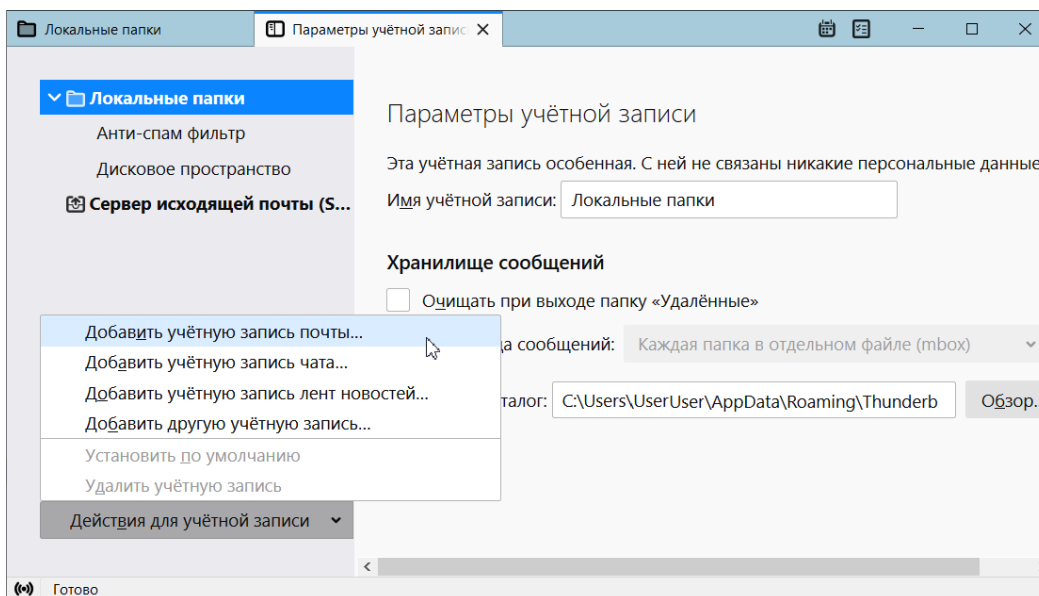 Локальные папки
Параметры учётной запис
Локальные папки
Анти-спам фильтр
Дисковое пространство
Сервер исходящей почты (S...
Параметры учётной записи
Эта учётная запись особенная. С ней не связаны никакие персональные данные
Имя учётной записи: Локальные папки
Хранилище сообщений
Очищать при выходе папку «Удалённые»
сообщений: Каждая папка в отдельном файле (mbox)
талог: C:\Users\UserUser\AppData\Roaming\Thunderb Обзор.
Добавить учётную запись почты...
Добавить учётную запись чата...
Добавить учётную запись лент новостей...
Добавить другую учётную запись...
Установить по умолчанию
Удалить учётную запись
Действия для учётной записи
Готово